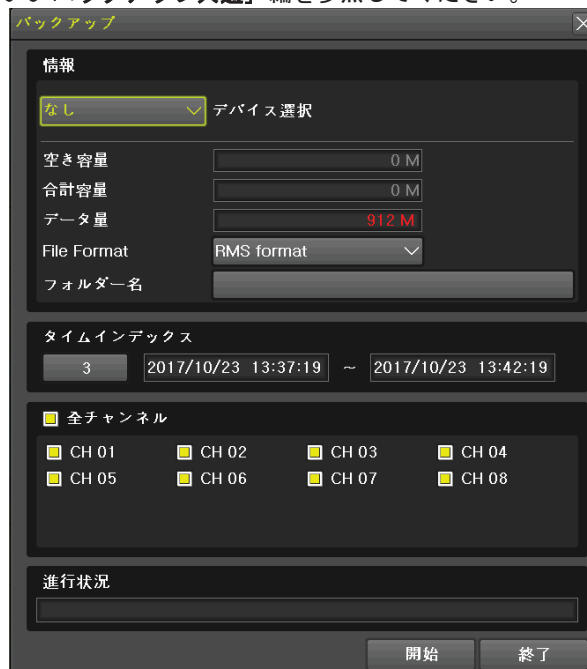 バックアップ
情報
なし デバイス選択
空き容量 0 M
合計容量 0 M
データ量 912 M
File Format RMS format
フォルダー名
タイムインデックス
3 2017/10/23 13:37:19 ~ 2017/10/23 13:42:19
全チャンネル
CH 01 CH 02 CH 03 CH 04
CH 05 CH 06 CH 07 CH 08
進行状況
開始 終了